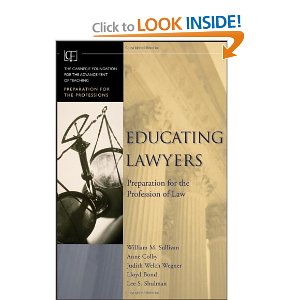 Click to LOOK INSIDE!
CF
THE CARNEGIE FOUNDATION
FOR THE ADVANCEMENT
OF TEACHING
PREPARATION FOR
THE PROFESSIONS
EDUCATING
LAWYERS
Preparation for the
Profession of Law
William M. Sullivan
Anne Colby
Judith Welch Wegner
Lloyd Bond
Lee S. Shulman